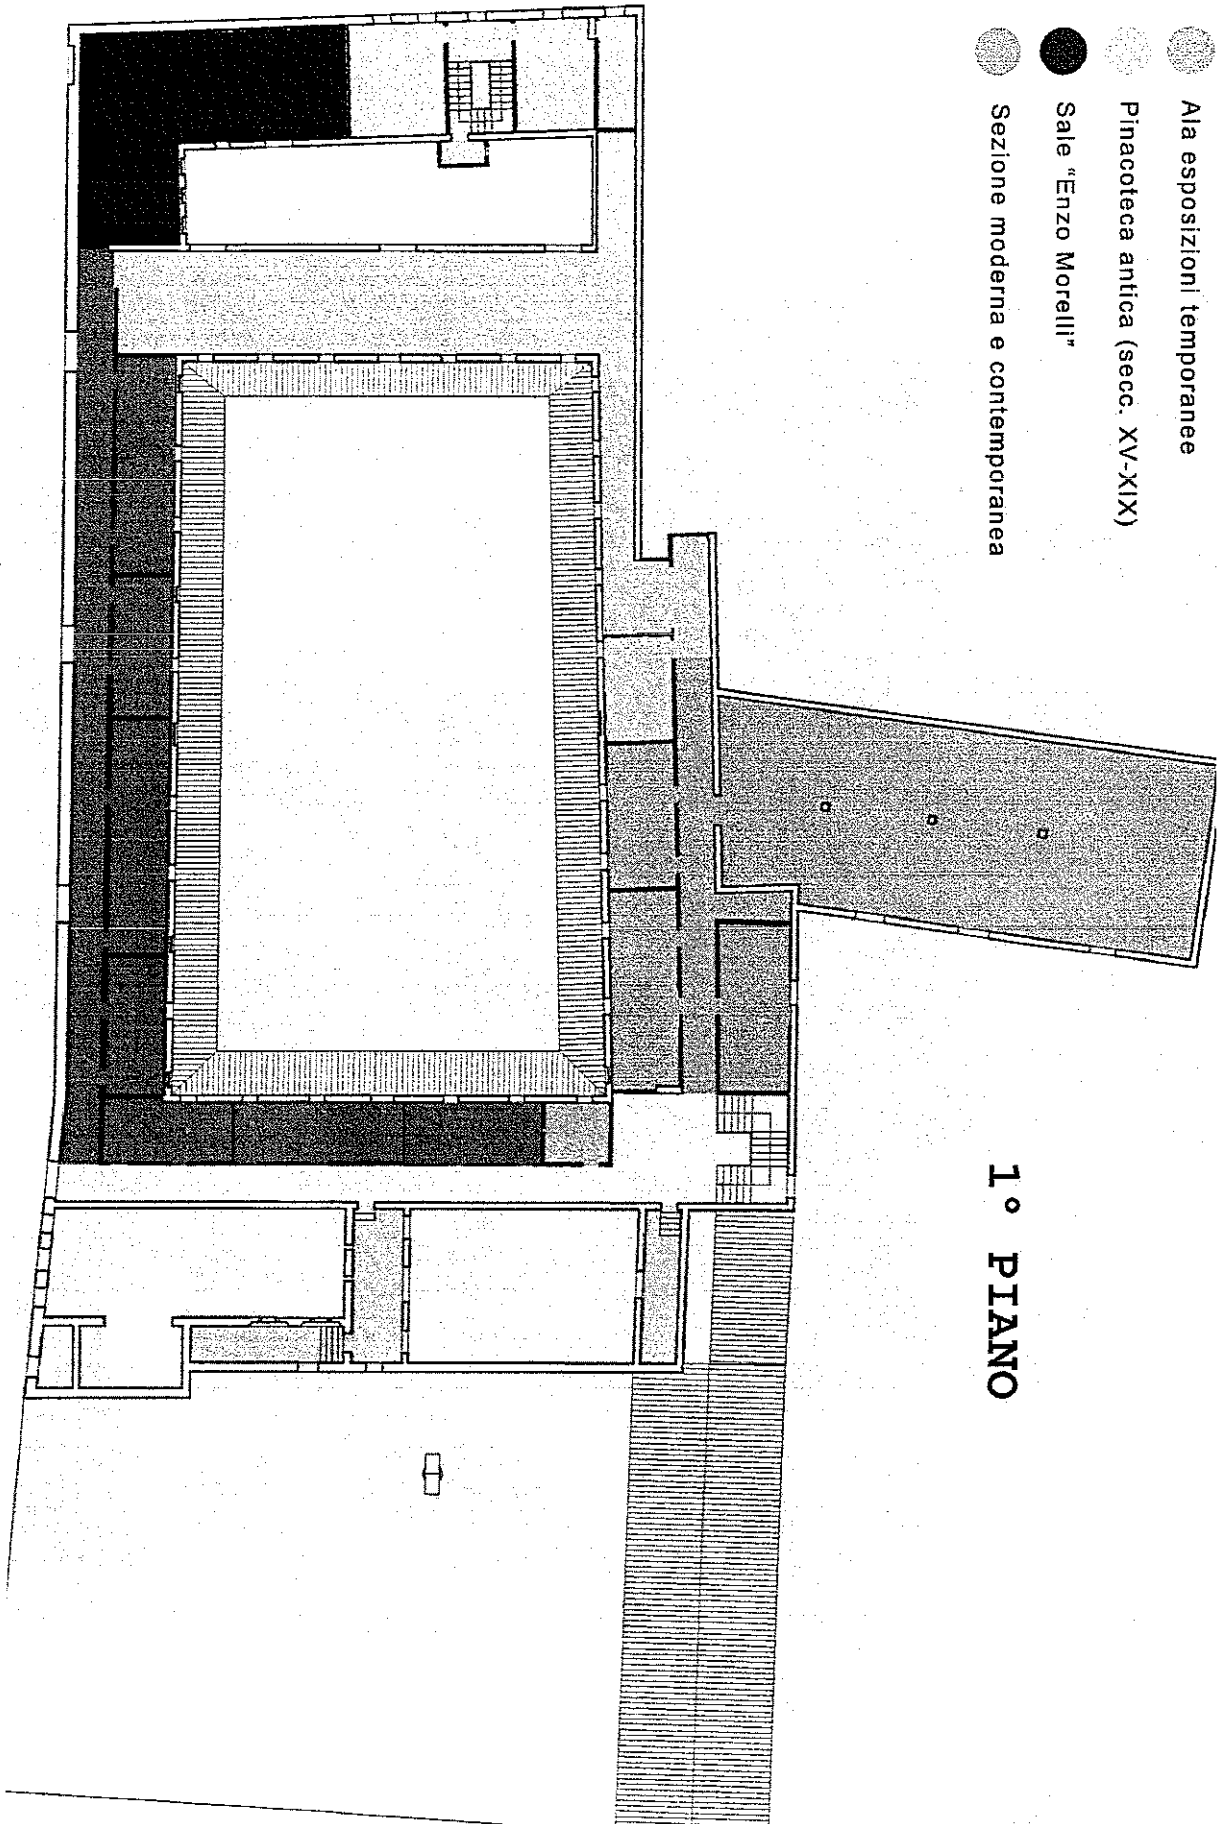 Ala esposizioni temporanee
Pinacoteca antica (secc. XV-XIX)
Sale "Enzo Morelli"
Sezione moderna e contemporanea
1° PIANO